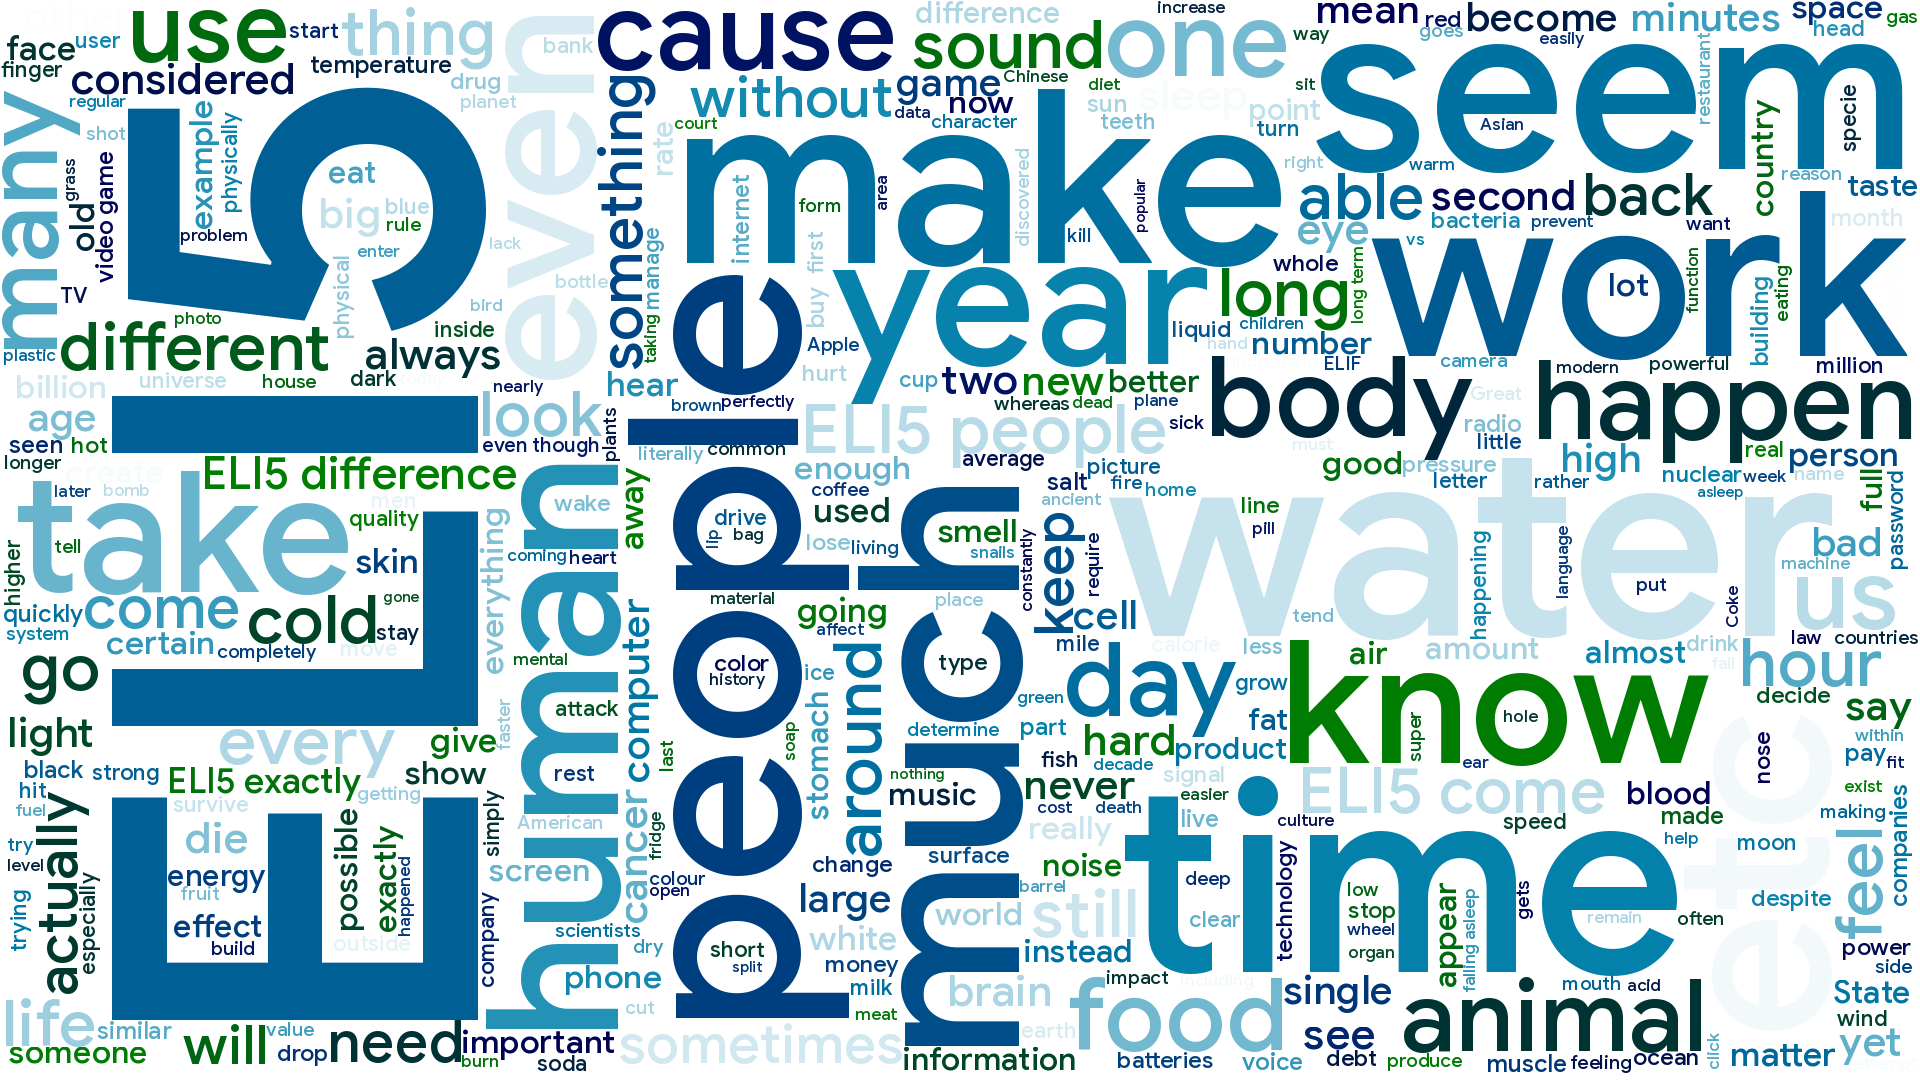 face
user
use
start
thing
bank
cause
difference
sound
one
increase
way
mean
red
goes
become
easily
minutes
space
head
gas
finger
considered
temperature
drug
planet
even
something
without
game
Chinese
now
data
character
diet
sun
teeth
sleep
point
turn
sit
seem
Asian
restaurant
country
specie
many
regular
shot
grass
old
video game
example
physically
ELI5
eat
big
blue
rule
problem
enter
physical
lack
bottle
bird
rate
court
make
internet
form
area
discovered
kill
popular
right
warm
able
second
back
reason
taste
eye
bacteria
prevent
want
month
vs
TV
photo
different
inside
always
plastic
taking
manage
people
buy
first
year
whole
long
long term
work
lot
function
building
eating
Apple
liquid
children
hand
number
ELIF
camera
modern
powerful
million
billion
universe
house
dark
nearly
hear
hurt
cup
two
new
better
brown
perfectly
whereas
dead
plane
body
Great
happen
age
look
seen
hot
even though
plants
ELI5 people
sick
radio
little
must
real
person
longer
create
ELI5 difference
literally
common
enough
average
picture
salt
fire
home
good
pressure
letter
high
rather
nuclear
week
name
asleep
full
password
later
bomb
men
take
quality
tell
wake
away
drive
bag
lip
coffee
used
much
ancient
water
line
pill
skin
everything
coming
heart
human
lose
living
smell
snails
constantly
keep
require
happening
language
put
bad
machine
us
higher
quickly
come
cold
gone
stay
material
going
affect
place
cell
tend
Coke
system
certain
completely
move
mental
cancer
computer
color
history
ice
around
type
mile
calorie
less
air
amount
almost
drink
fall
law
countries
go
day
know
hour
green
grow
decide
light
every
give
faster
attack
last
soap
stomach
determine
part
fat
super
hole
say
within
black
strong
ELI5 exactly
show
rest
nothing
music
fish
hard
decade
product
ear
nose
pay
fit
hit
fuel
survive
getting
never
signal
ELI5 come
blood
etc
exist
actually
die
possible
exactly
happened
simply
American
fridge
cost
death
easier
live
culture
speed
made
making
companies
try
level
energy
fruit
screen
change
surface
really
noise
time
help
moon
feel
trying
especially
effect
build
outside
company
colour
open
large
barrel
deep
technology
low
stop
wheel
organ
appear
falling asleep
gets
remain
often
despite
scientists
dry
short
split
white
money
world
still
instead
clear
power
side
phone
milk
brain
impact
including
single
mouth
acid
State
life
similar
will
value
cut
meat
earth
food
animal
wind
someone
drop
need
important
burn
soda
sometimes
information
batteries
voice
see
debt
produce
muscle
feeling
ocean
click
matter
yet